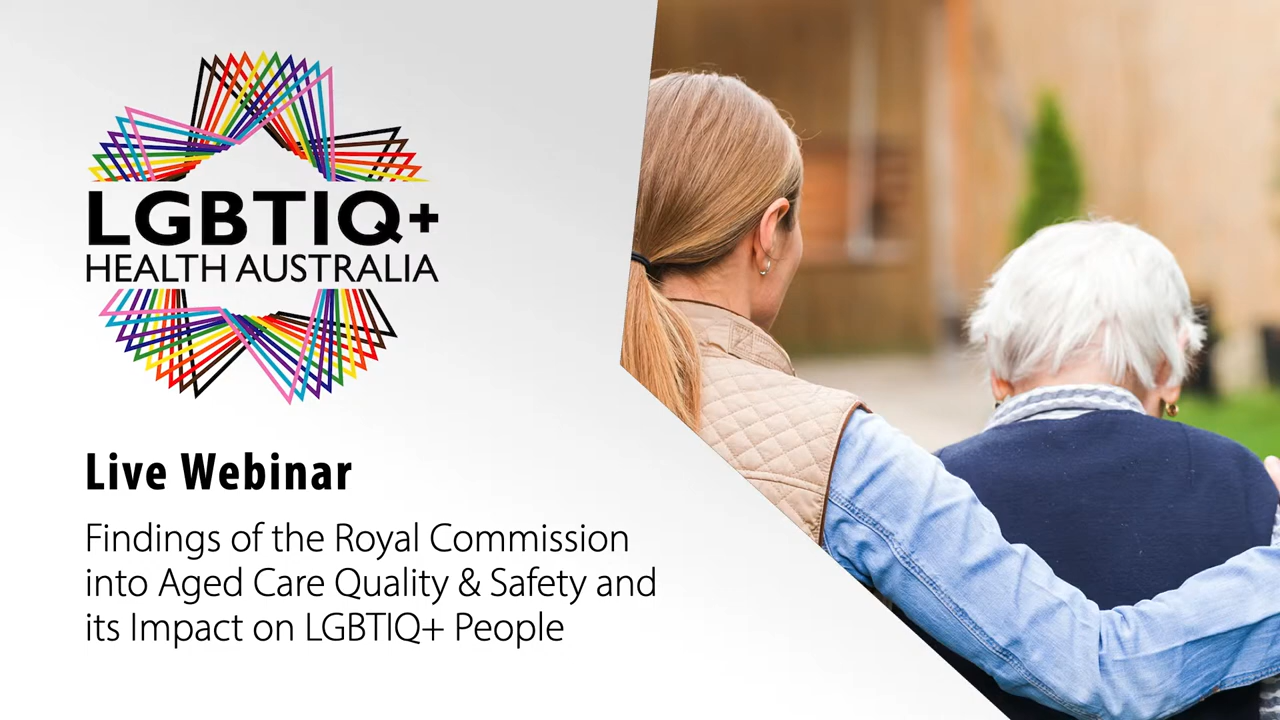 LGBTIQ+
HEALTH AUSTRALIA
Live Webinar
Findings of the Royal Commission
into Aged Care Quality & Safety and
its Impact on LGBTIQ+ People